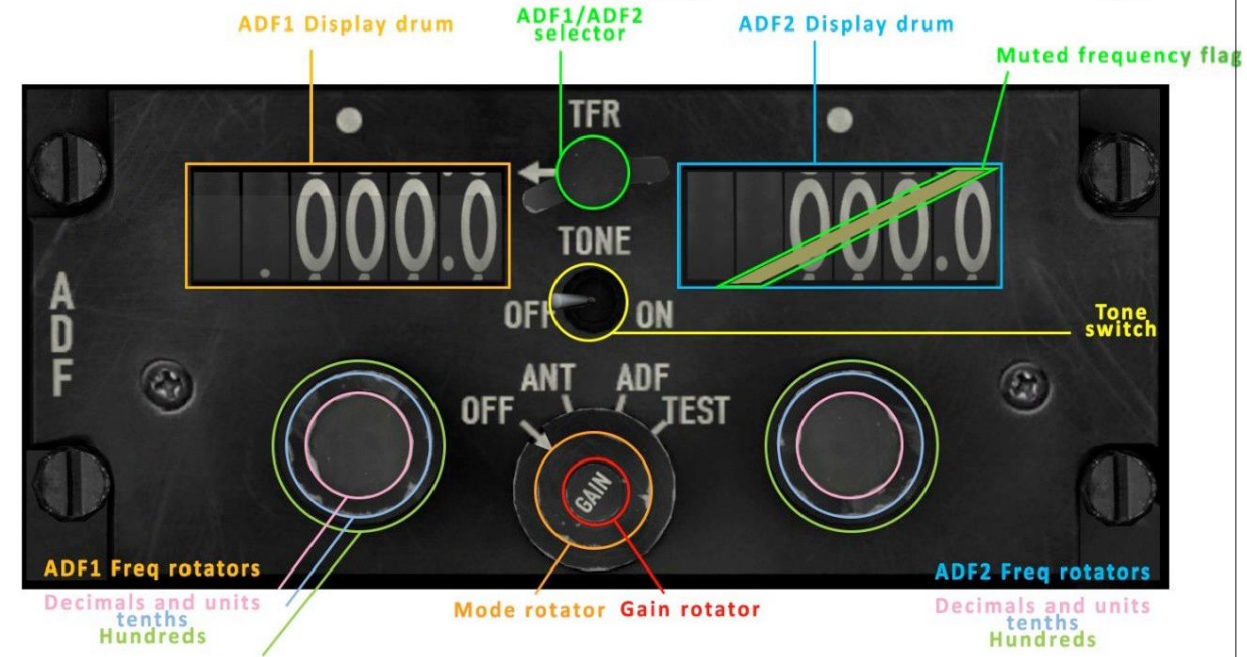 ADF1 Display drum
ADF1/ADF2
selector
ADF2 Display drum
Muted frequency flag
TFR
000.0
000.0
TONE
OFF
ON
Tone
switch
ADF
ANT
ADF
OFF
TEST
GAIN
ADF1 Freq rotators
Decimals and units
tenths
Hundreds
Mode rotator
Gain rotator
ADF2 Freq rotators
Decimals and units
tenths
Hundreds